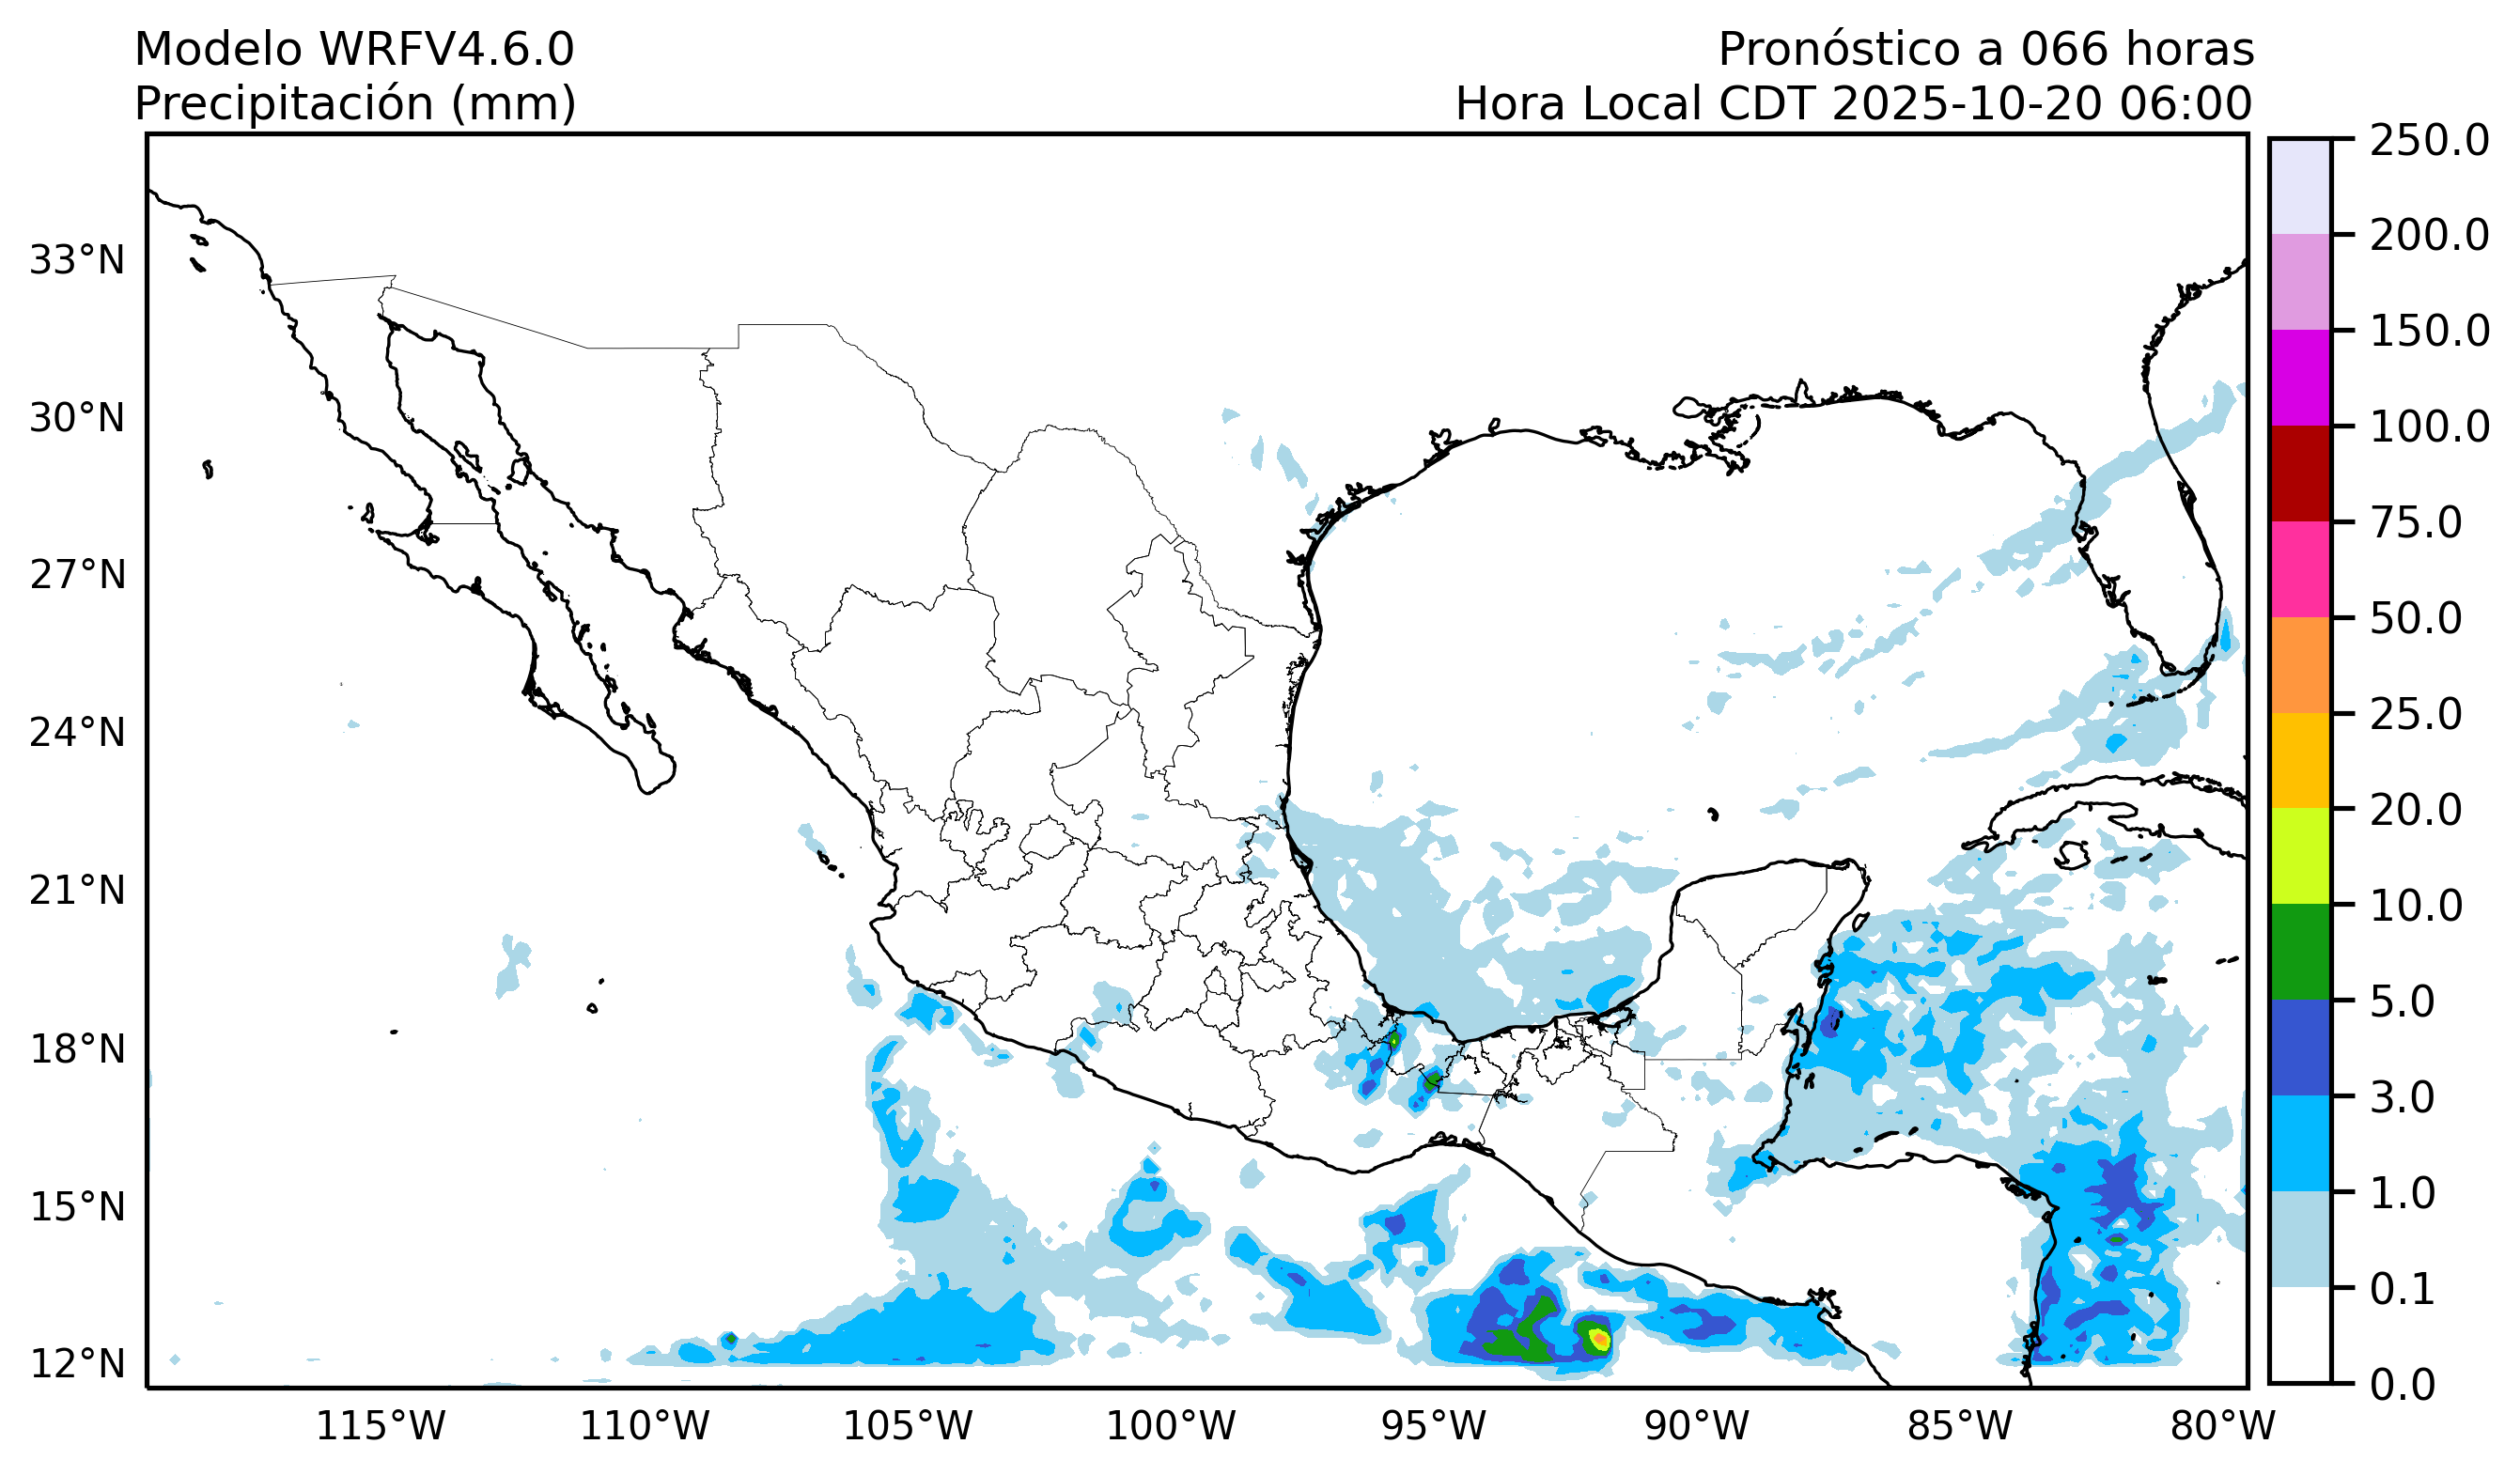 Modelo WRFV4.6.0
Precipitación (mm)
Pronóstico a 066 horas
Hora Local CDT 2025-10-20 06:00
33°N
30°N
27°N
24°N
21°N
18°N
15°N
12°N
115°W
110°W
105°W
100°W
95°W
90°W
85°W
80°W
250.0
200.0
150.0
100.0
75.0
50.0
25.0
20.0
10.0
5.0
3.0
1.0
0.1
0.0